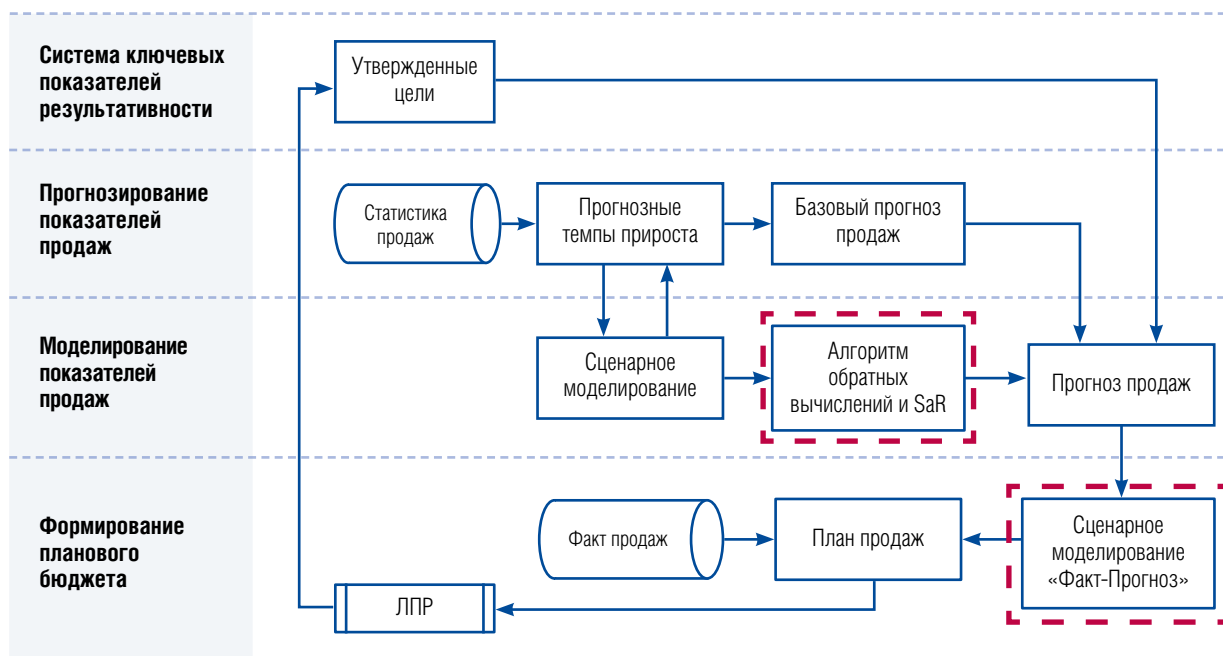 Система ключевых
показателей
результативности
Утвержденные
цели
Прогнозирование
показателей
продаж
Статистика
продаж
Прогнозные
темпы прироста
Базовый прогноз
продаж
Моделирование
показателей
продаж
Сценарное
моделирование
Алгоритм
обратных
вычислений и SaR
Прогноз продаж
Формирование
планового
бюджета
Факт продаж
План продаж
Сценарное
моделирование
«Факт-Прогноз»
ЛПР